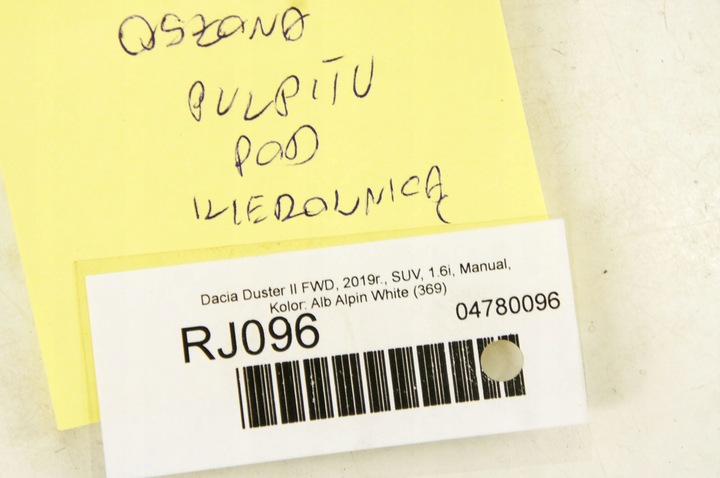 OSŁONA
PULPITU
POD
KIEROWNICĄ
Dacia Duster II FWD, 2019r., SUV, 1.6i, Manual,
Kolor: Alb Alpin White (369)
RJ096
04780096